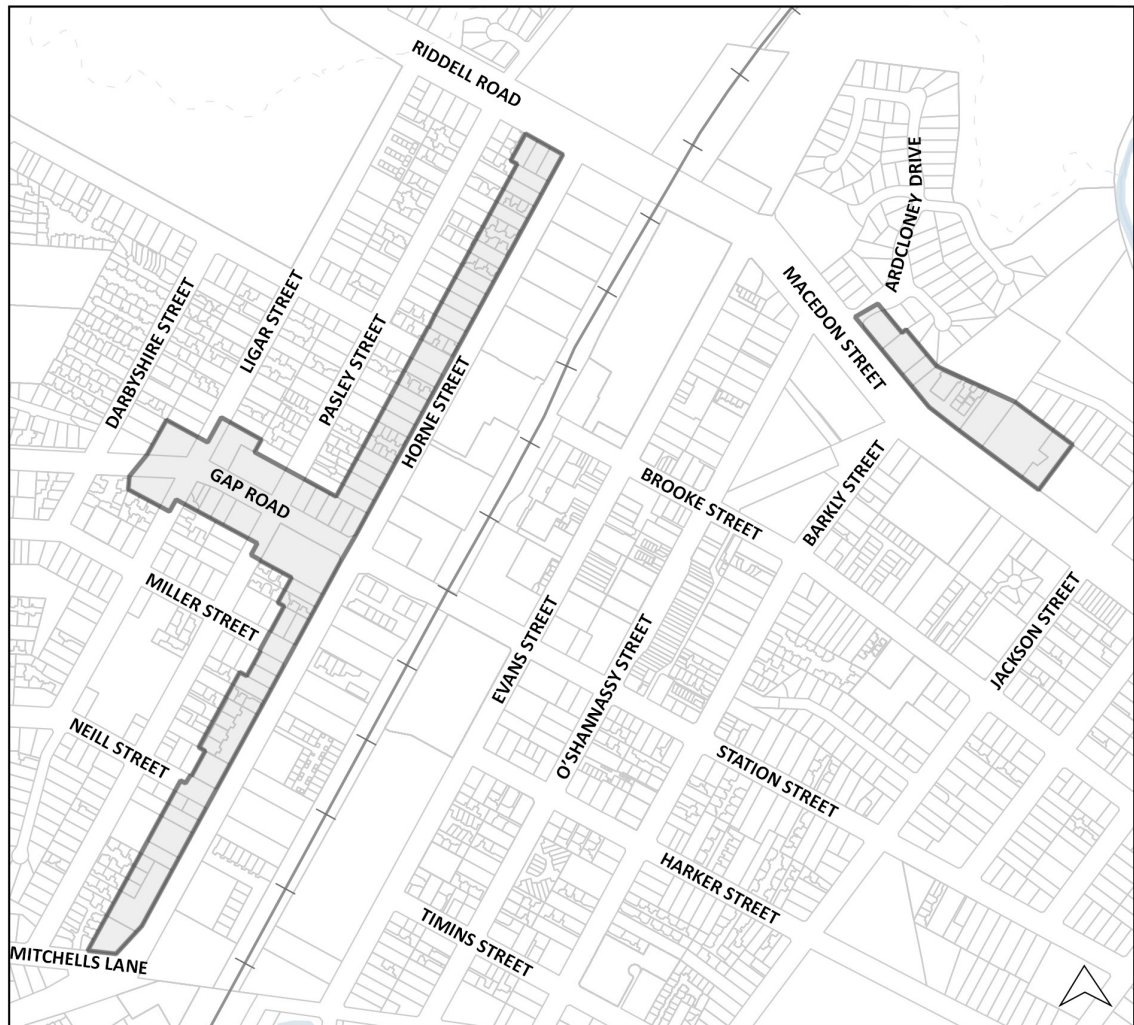 RIDDELL ROAD
ARDCLONEY DRIVE
DARBYSHIRE STREET
LIGAR STREET
PASLEY STREET
HORNE STREET
MACEDON STREET
GAP ROAD
BROOKE STREET
BARKLY STREET
MILLER STREET
EVANS STREET
O'SHANNASSY STREET
JACKSON STREET
NEILL STREET
STATION STREET
HARKER STREET
TIMINS STREET
MITCHELLS LANE